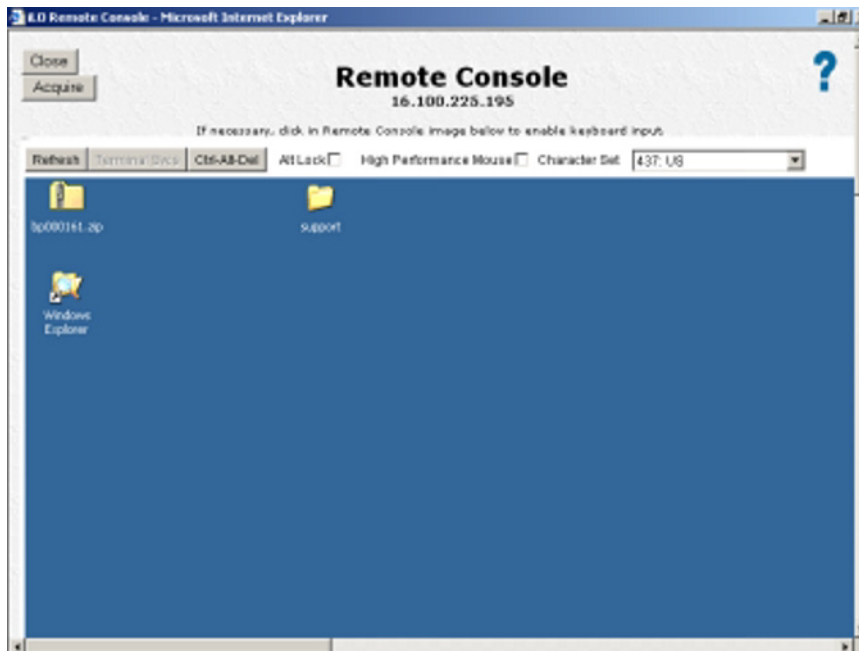 iLO Remote Console - Microsoft Internet Explorer
Close
Acquire
Remote Console
16.100.225.195
?
If necessary, click in Remote Console image below to enable keyboard input.
Refresh Terminal Svcs Ctrl-Alt-Del Alt Lock High Performance Mouse Character Set 437: US
bp000161.zip support
Windows
Explorer